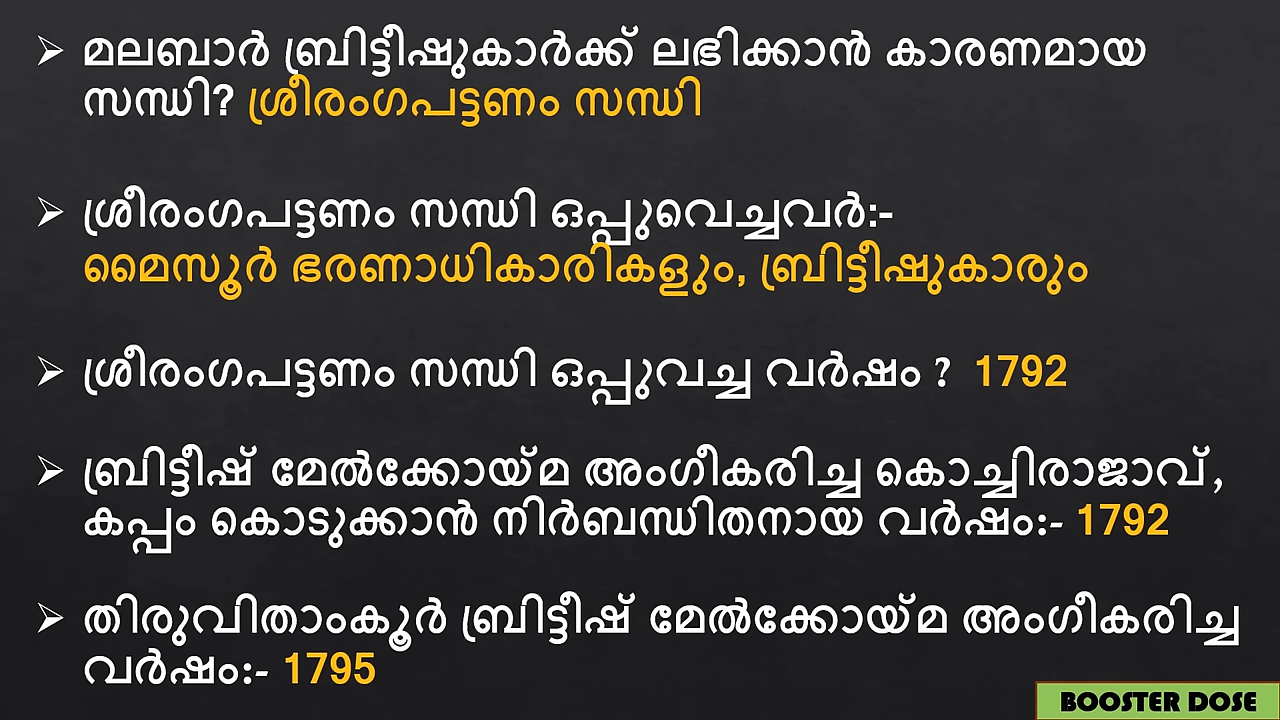 ➢ മലബാർ ബ്രിട്ടീഷുകാർക്ക് ലഭിക്കാൻ കാരണമായ
സന്ധി? ശ്രീരംഗപട്ടണം സന്ധി
➢ ശ്രീരംഗപട്ടണം സന്ധി ഒപ്പുവെച്ചവർ:-
മൈസൂർ ഭരണാധികാരികളും, ബ്രിട്ടീഷുകാരും
➢ ശ്രീരംഗപട്ടണം സന്ധി ഒപ്പുവച്ച വർഷം ? 1792
➢ ബ്രിട്ടീഷ് മേൽക്കോയ്മ അംഗീകരിച്ച കൊച്ചിരാജാവ്,
കപ്പം കൊടുക്കാൻ നിർബന്ധിതനായ വർഷം:- 1792
➢ തിരുവിതാംകൂർ ബ്രിട്ടീഷ് മേൽക്കോയ്മ അംഗീകരിച്ച
വർഷം:- 1795
BOOSTER DOSE